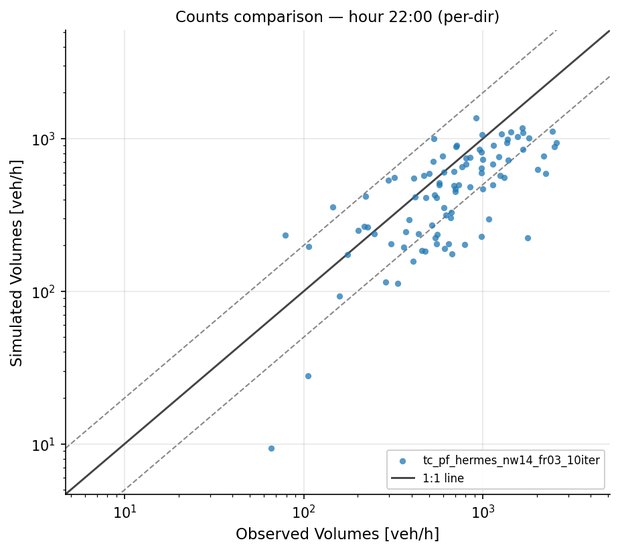 Counts comparison — hour 22:00 (per-dir)
Simulated Volumes [veh/h]
10³
10²
10¹
10¹
10²
10³
Observed Volumes [veh/h]
tc_pf_hermes_nw14_fr03_10iter
1:1 line